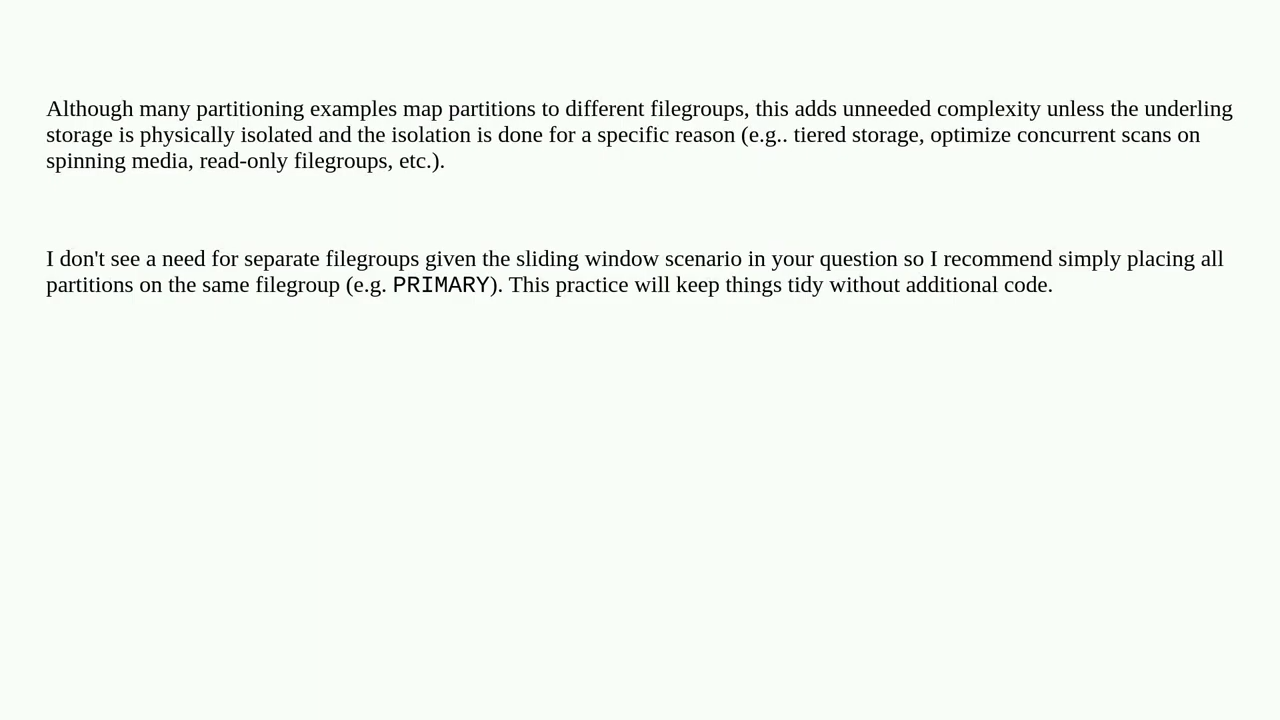 Although many partitioning examples map partitions to different filegroups, this adds unneeded complexity unless the underling
storage is physically isolated and the isolation is done for a specific reason (e.g.. tiered storage, optimize concurrent scans on
spinning media, read-only filegroups, etc.).
I don't see a need for separate filegroups given the sliding window scenario in your question so I recommend simply placing all
partitions on the same filegroup (e.g. PRIMARY). This practice will keep things tidy without additional code.